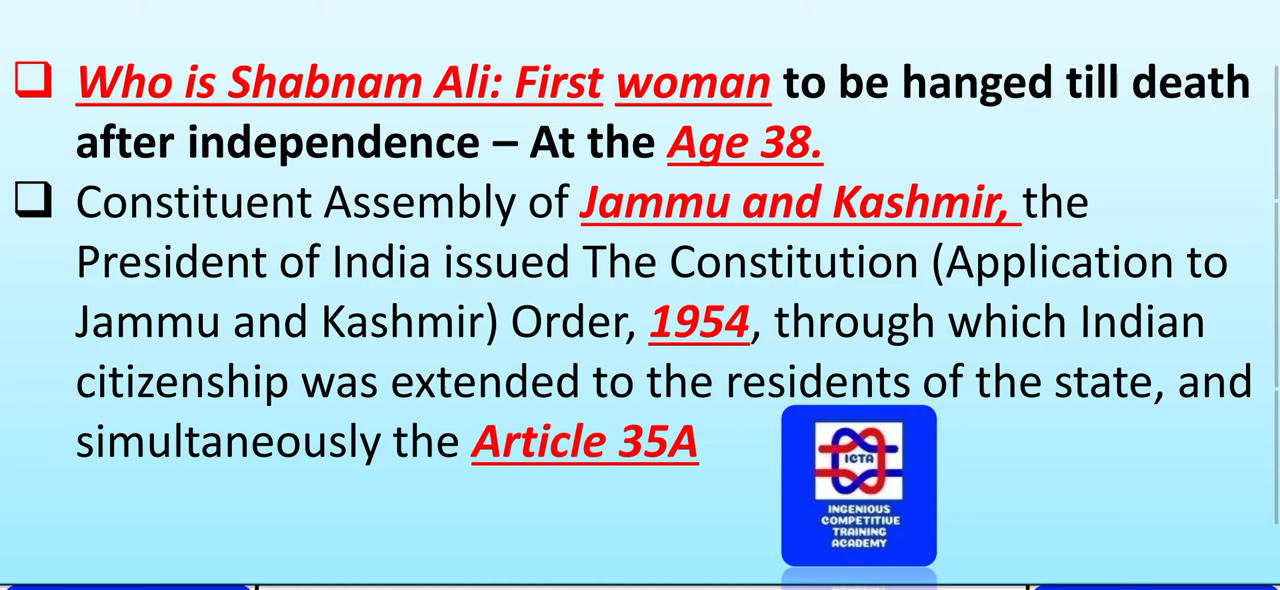 Who is Shabnam Ali: First woman to be hanged till death
after independence – At the Age 38.
Constituent Assembly of Jammu and Kashmir, the
President of India issued The Constitution (Application to
Jammu and Kashmir) Order, 1954, through which Indian
citizenship was extended to the residents of the state, and
simultaneously the Article 35A
ICTA
INGENIOUS
COMPETITIVE
TRAINING
ACADEMY